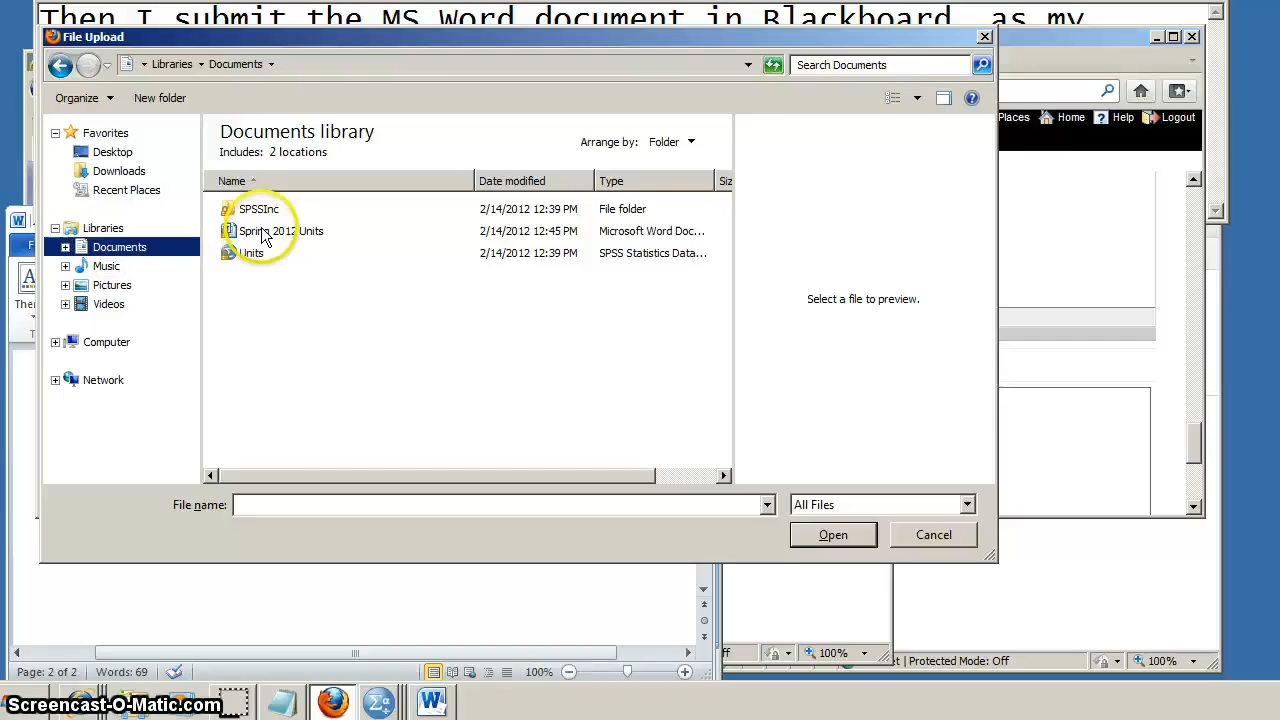 Then I submit the MS Word document in Blackboard, as my
File Upload
Libraries Documents
Search Documents
Organize New folder
Places Home Help Logout
Favorites
Desktop
Downloads
Recent Places
Libraries
Documents
Music
Pictures
Videos
Computer
Network
Documents library
Includes: 2 locations
Arrange by: Folder
Name Date modified Type Siz
SPSSInc 2/14/2012 12:39 PM File folder
Spring 2012 Units 2/14/2012 12:45 PM Microsoft Word Doc...
Units 2/14/2012 12:39 PM SPSS Statistics Data...
Select a file to preview.
File name: All Files
Open Cancel
Page: 2 of 2 Words: 69 100%
100%
| Protected Mode: Off 100%
Screencast-O-Matic.com